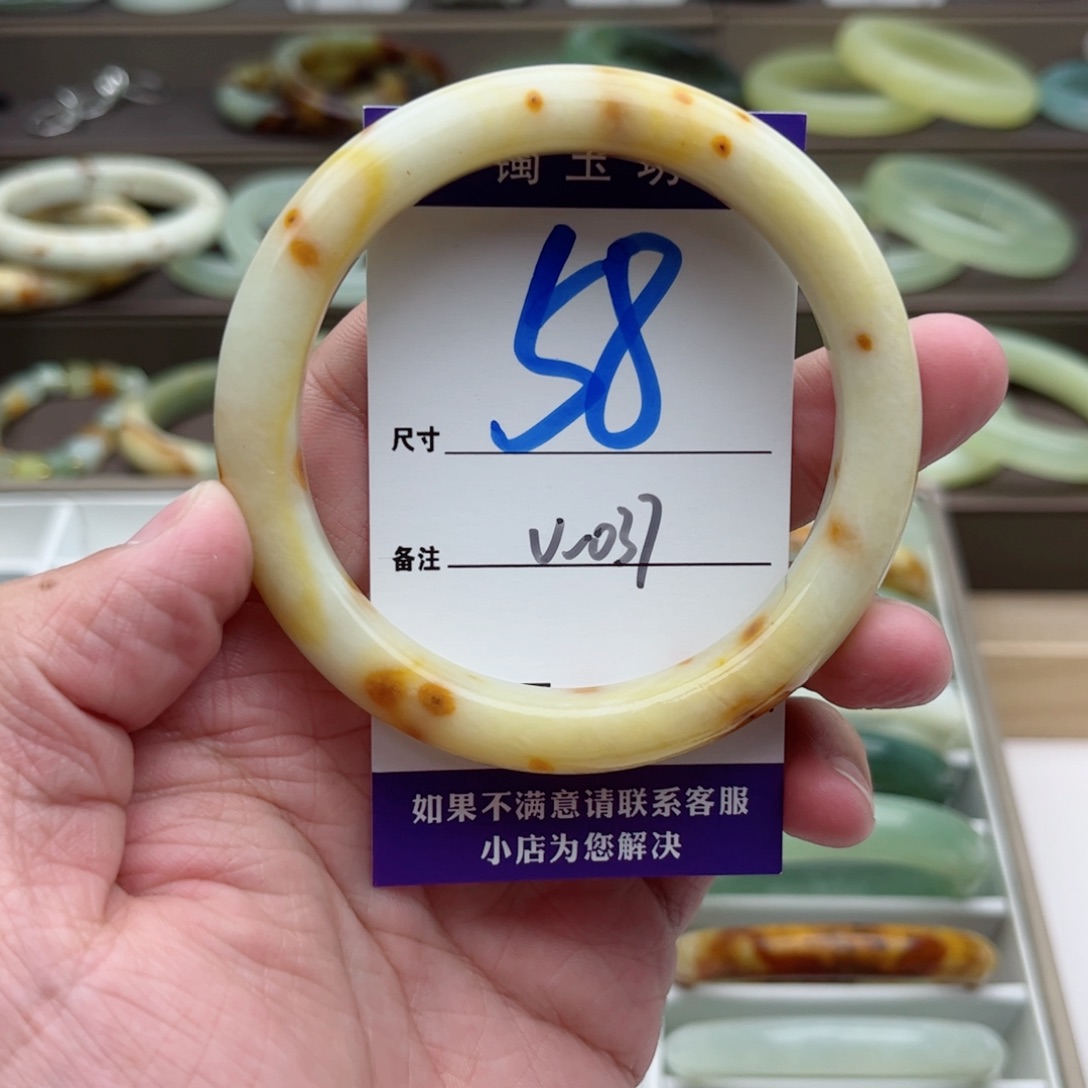 玉
58
尺寸
备注 V-037
如果不满意请联系客服
小店为您解决